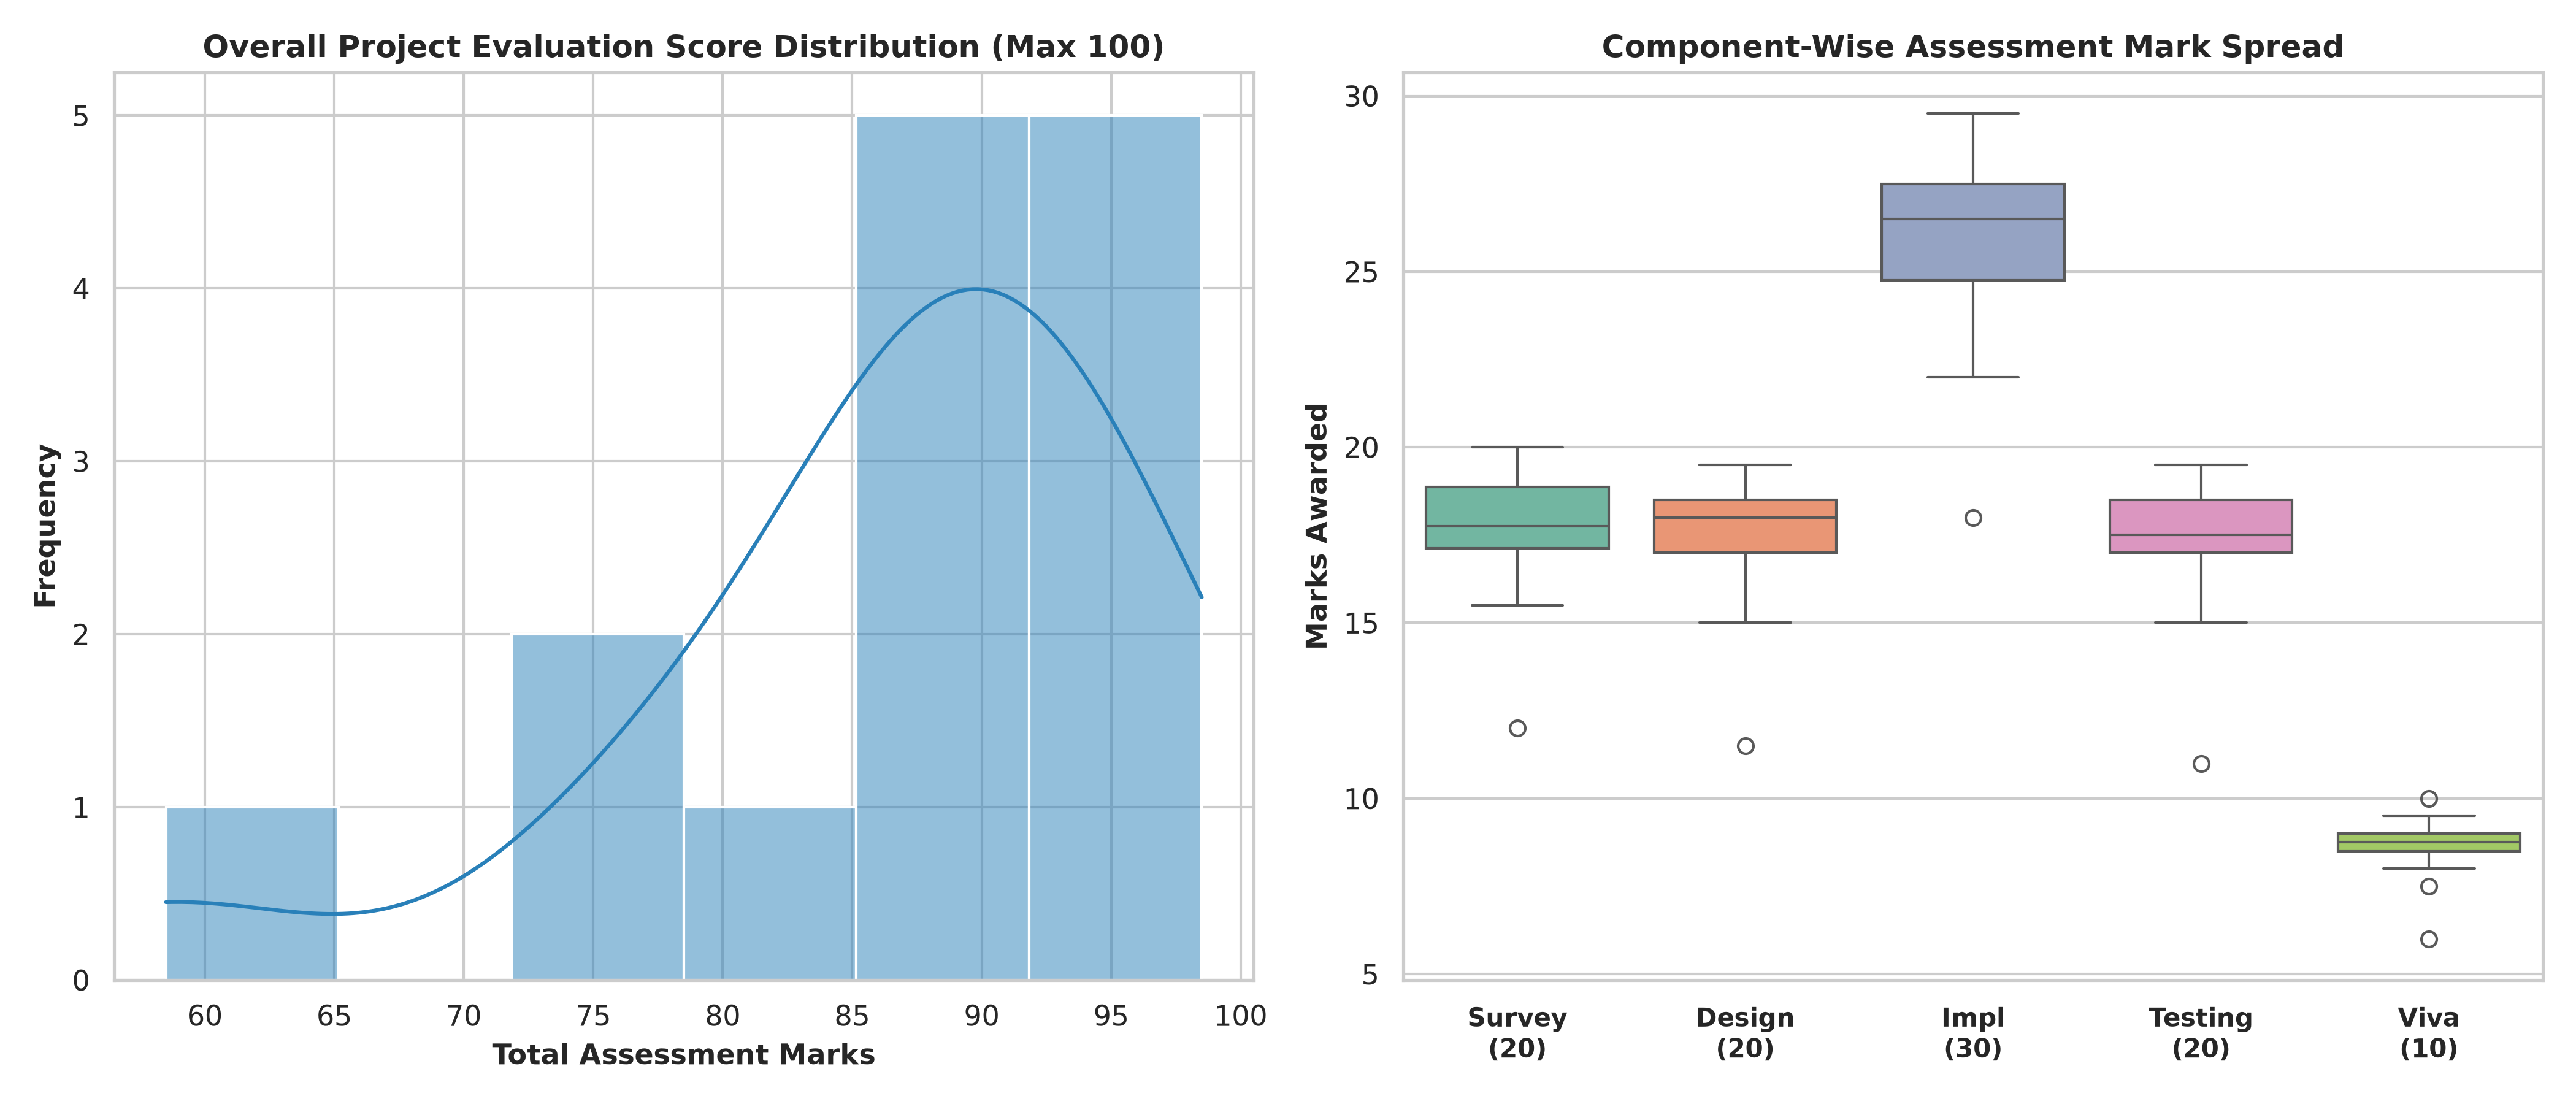 Overall Project Evaluation Score Distribution (Max 100)
Frequency
5
4
3
2
1
0
60 65 70 75 80 85 90 95 100
Total Assessment Marks
Component-Wise Assessment Mark Spread
Marks Awarded
30
25
20
15
10
5
Survey Design Impl Testing Viva
(20) (20) (30) (20) (10)